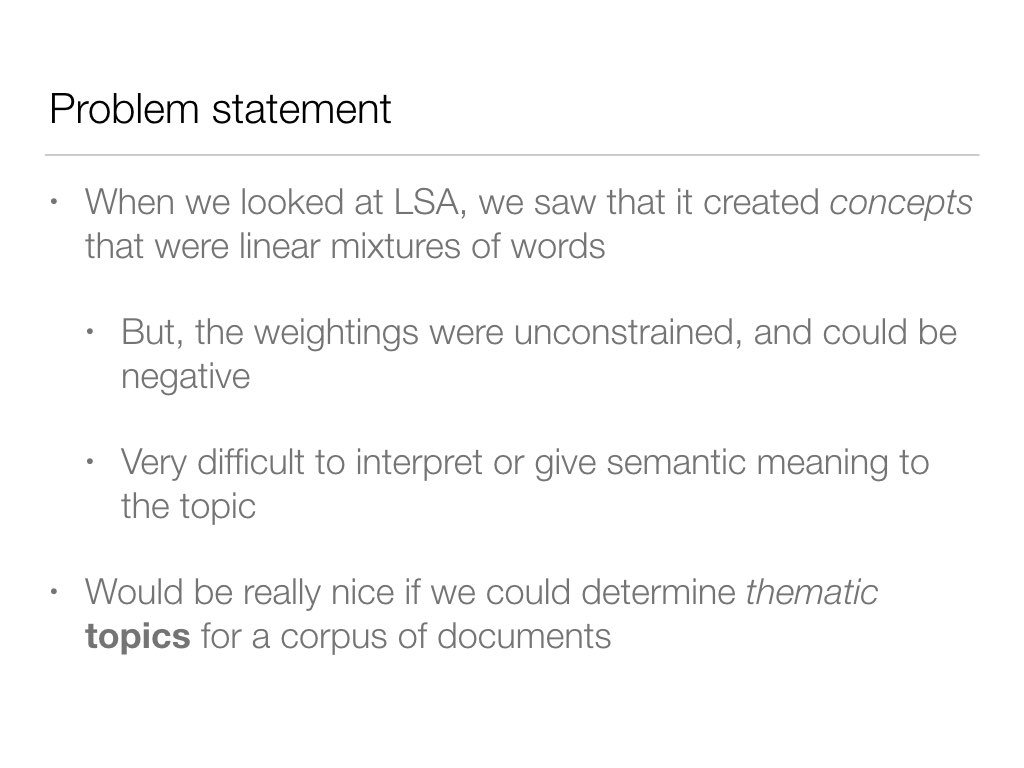 Problem statement
• When we looked at LSA, we saw that it created concepts
that were linear mixtures of words
• But, the weightings were unconstrained, and could be
negative
• Very difficult to interpret or give semantic meaning to
the topic
• Would be really nice if we could determine thematic
topics for a corpus of documents